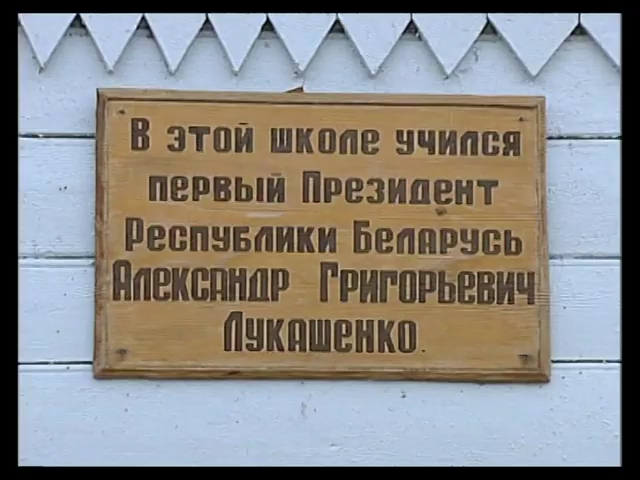 В этой школе учился
первый Президент
Республики Беларусь
Александр Григорьевич
Лукашенко.